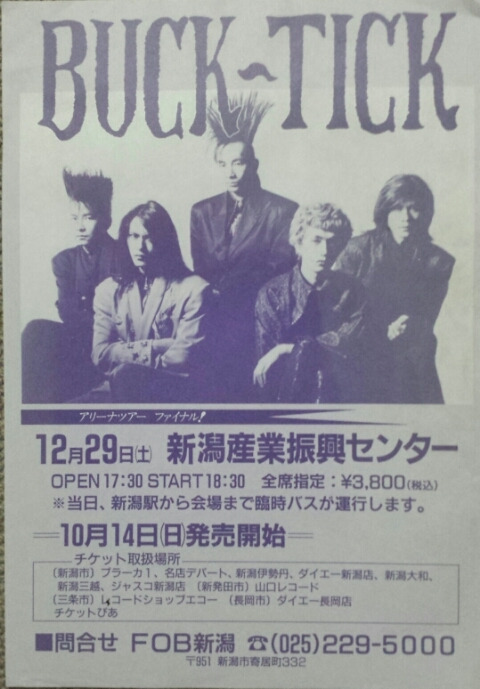 BUCK~TICK
アリーナツアー ファイナル!
12月29日(土) 新潟産業振興センター
OPEN 17:30 START 18:30 全席指定:¥3,800(税込)
※当日、新潟駅から会場まで臨時バスが運行します。
10月14日(日)発売開始
チケット取扱場所
(新潟市)プラーカ1、名店デパート、新潟伊勢丹、ダイエー新潟店、新潟大和、
新潟三越、ジャスコ新潟店 (新発田市)山口レコード
(三条市)レコードショップエコー (長岡市)ダイエー長岡店
チケットぴあ
■問合せ FOB新潟 ☎(025)229-5000
〒951 新潟市寄居町332